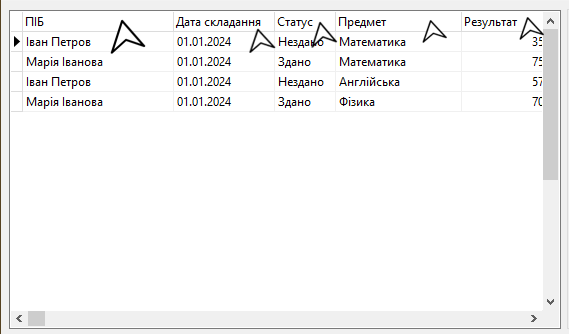 ПІБ Дата складання Статус Предмет Результат
Іван Петров 01.01.2024 Нездано Математика 35
Марія Іванова 01.01.2024 Здано Математика 75
Іван Петров 01.01.2024 Нездано Англійська 57
Марія Іванова 01.01.2024 Здано Фізика 70